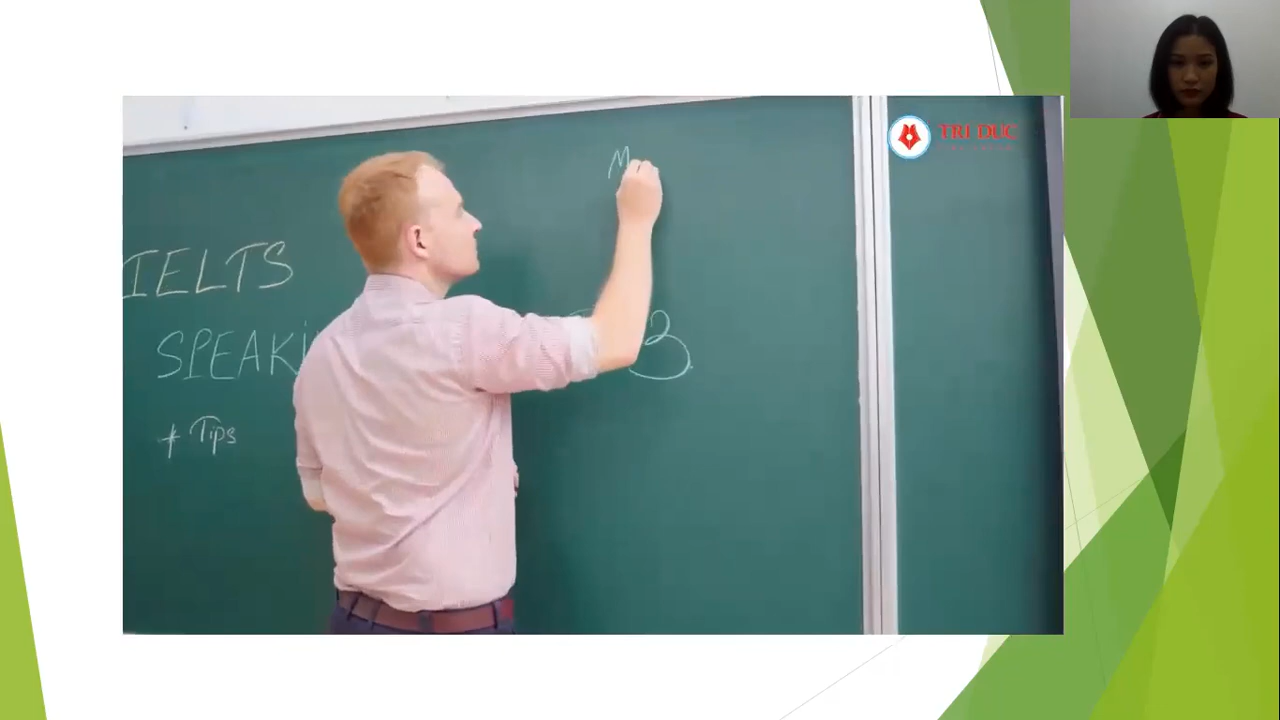 TRI DUC
M
IELTS
SPEAKI
3
+ Tips